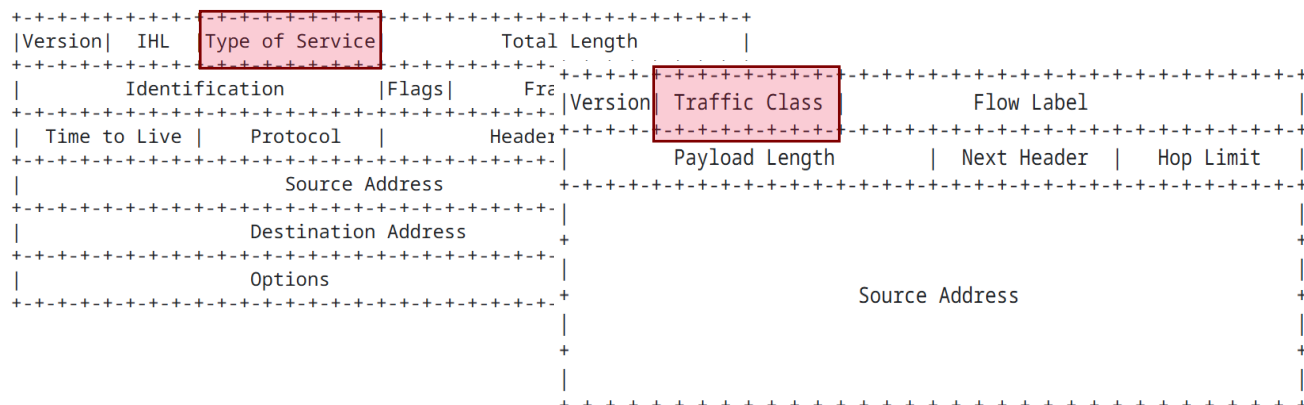 +-+-+-+-+-+-+-+-+-+-+-+-+-+-+-+-+-+-+-+-+-+-+-+-+-+-+-+-+-+-+-+-+
|Version|  IHL  |Type of Service|          Total Length         |
+-+-+-+-+-+-+-+-+-+-+-+-+-+-+-+-+-+-+-+-+-+-+-+-
|         Identification        |Flags|      Fra
+-+-+-+-+-+-+-+-+-+-+-+-+-+-+-+-+-+-+-+-+-+-+-+-
|  Time to Live |    Protocol   |         Header
+-+-+-+-+-+-+-+-+-+-+-+-+-+-+-+-+-+-+-+-+-+-+-+-
|                       Source Address
+-+-+-+-+-+-+-+-+-+-+-+-+-+-+-+-+-+-+-+-+-+-+-+-
|                    Destination Address
+-+-+-+-+-+-+-+-+-+-+-+-+-+-+-+-+-+-+-+-+-+-+-+-
|                    Options
+-+-+-+-+-+-+-+-+-+-+-+-+-+-+-+-+-+-+-+-+-+-+-+-
+-+-+-+-+-+-+-+-+-+-+-+-+-+-+-+-+-+-+-+-+-+-+-+-+-+-+-+-+-+-+-+-+
|Version| Traffic Class |           Flow Label                  |
+-+-+-+-+-+-+-+-+-+-+-+-+-+-+-+-+-+-+-+-+-+-+-+-+-+-+-+-+-+-+-+-+
|         Payload Length        |  Next Header  |   Hop Limit   |
+-+-+-+-+-+-+-+-+-+-+-+-+-+-+-+-+-+-+-+-+-+-+-+-+-+-+-+-+-+-+-+-+
|                                                               |
+                                                               +
|                                                               |
+                         Source Address                        +
|                                                               |
+                                                               +
|                                                               |
+-+-+-+-+-+-+-+-+-+-+-+-+-+-+-+-+-+-+-+-+-+-+-+-+-+-+-+-+-+-+-+-+